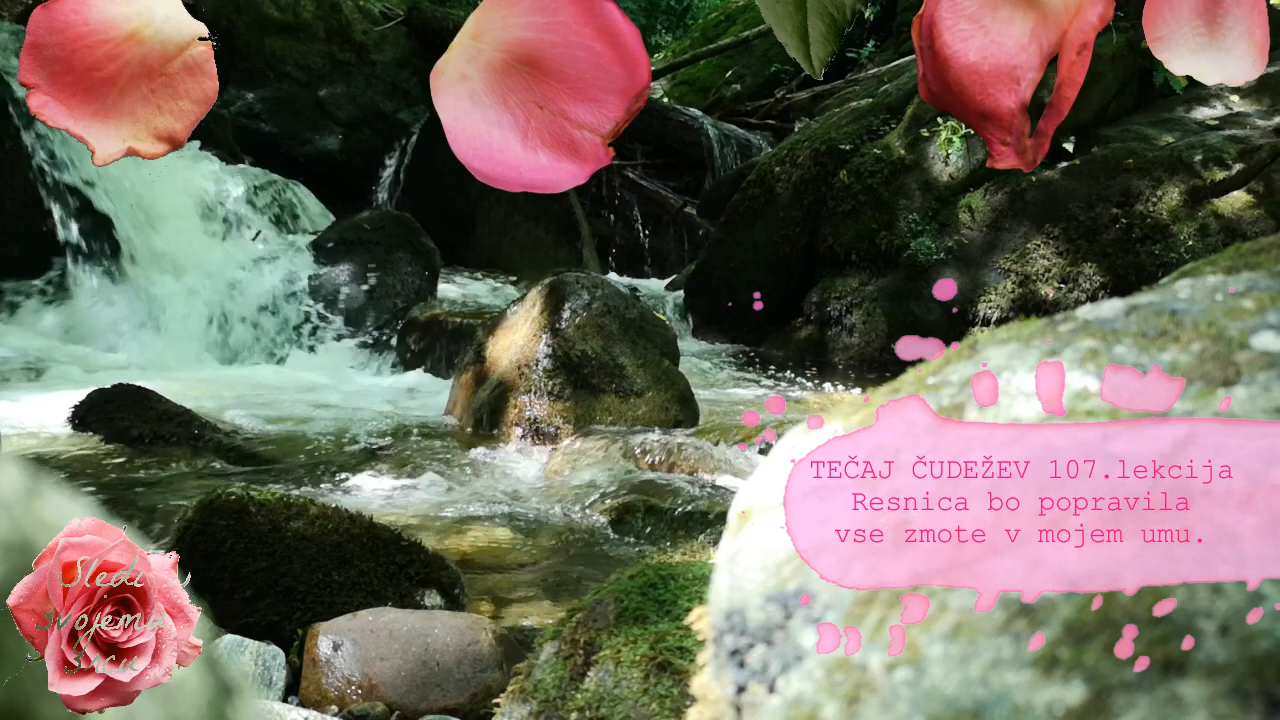 TEČAJ ČUDEŽEV 107.lekcija
Resnica bo popravila
vse zmote v mojem umu.
Sledi
svojemu
srcu